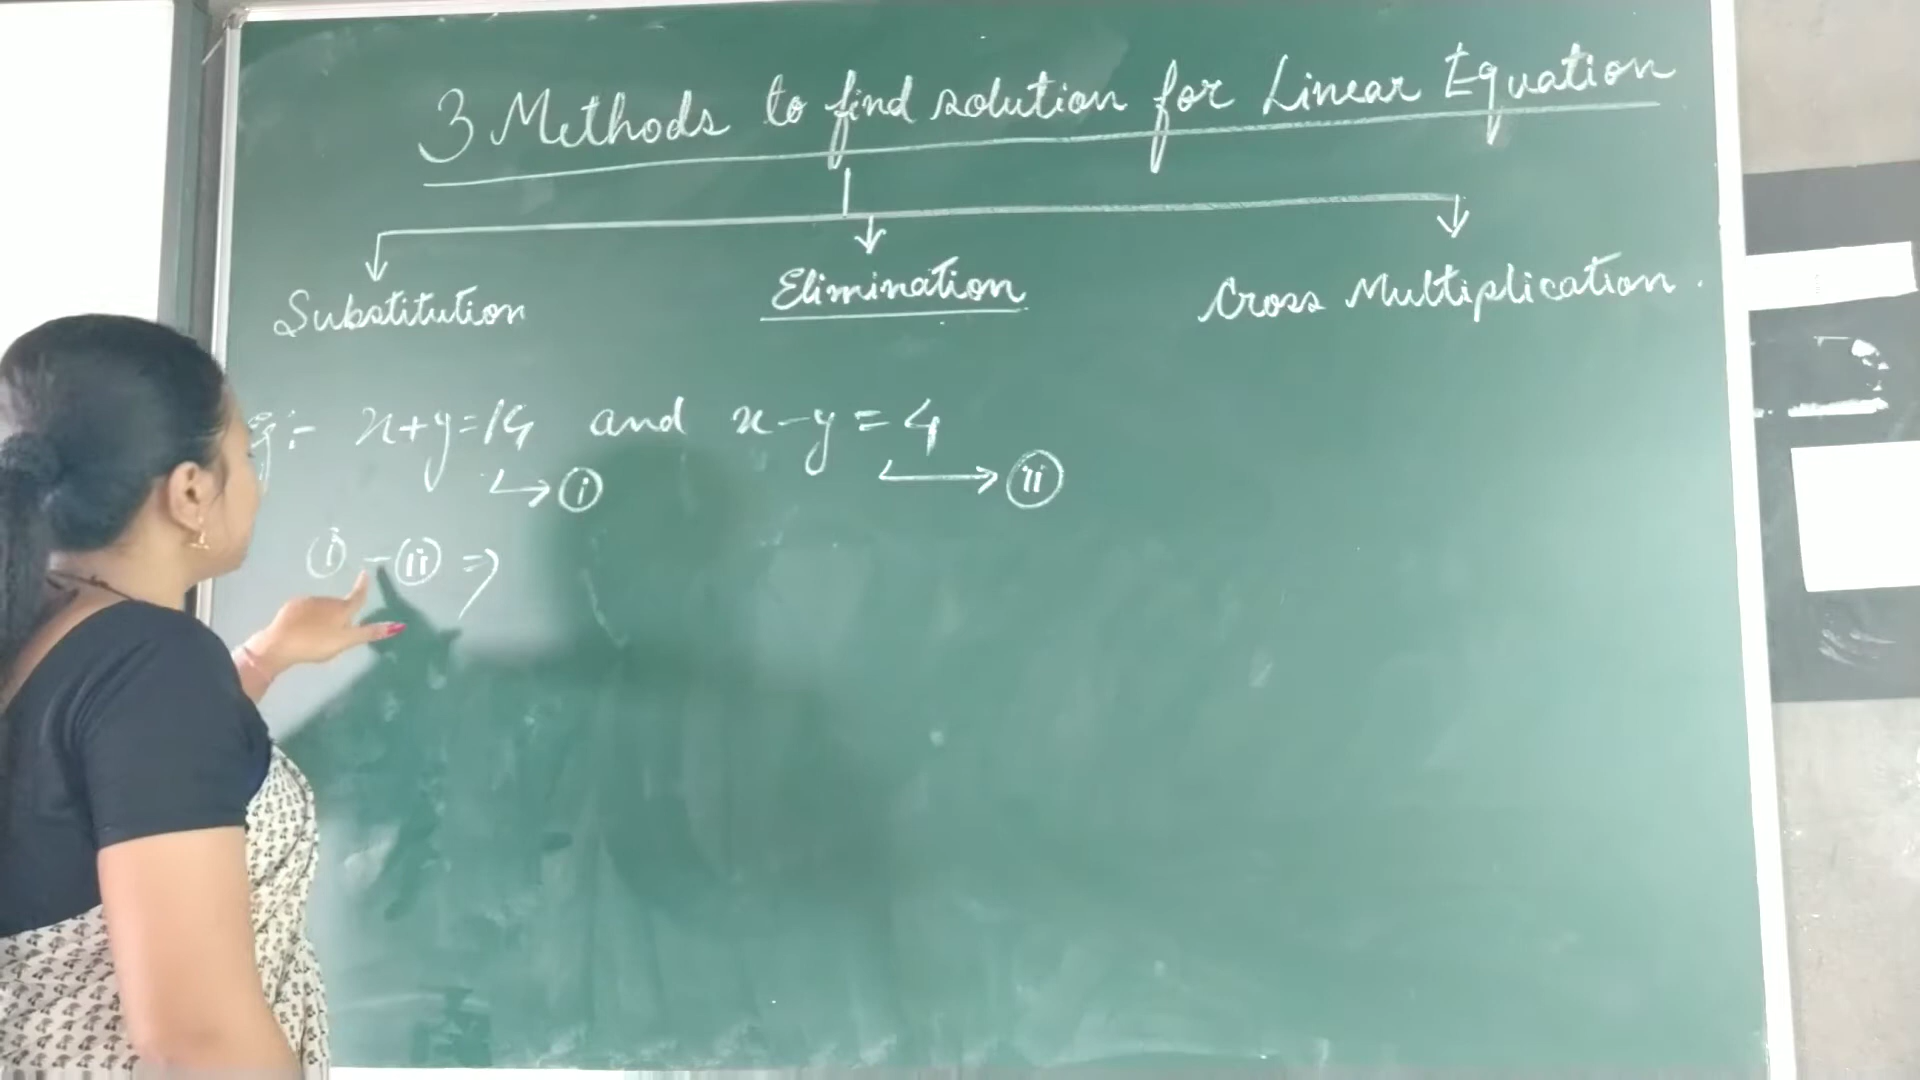 3 Methods to find solution for Linear Equation
Substitution Elimination Cross Multiplication.
g:- x+y=14 and x-y=4
(i) (ii)
(i) - (ii) =>